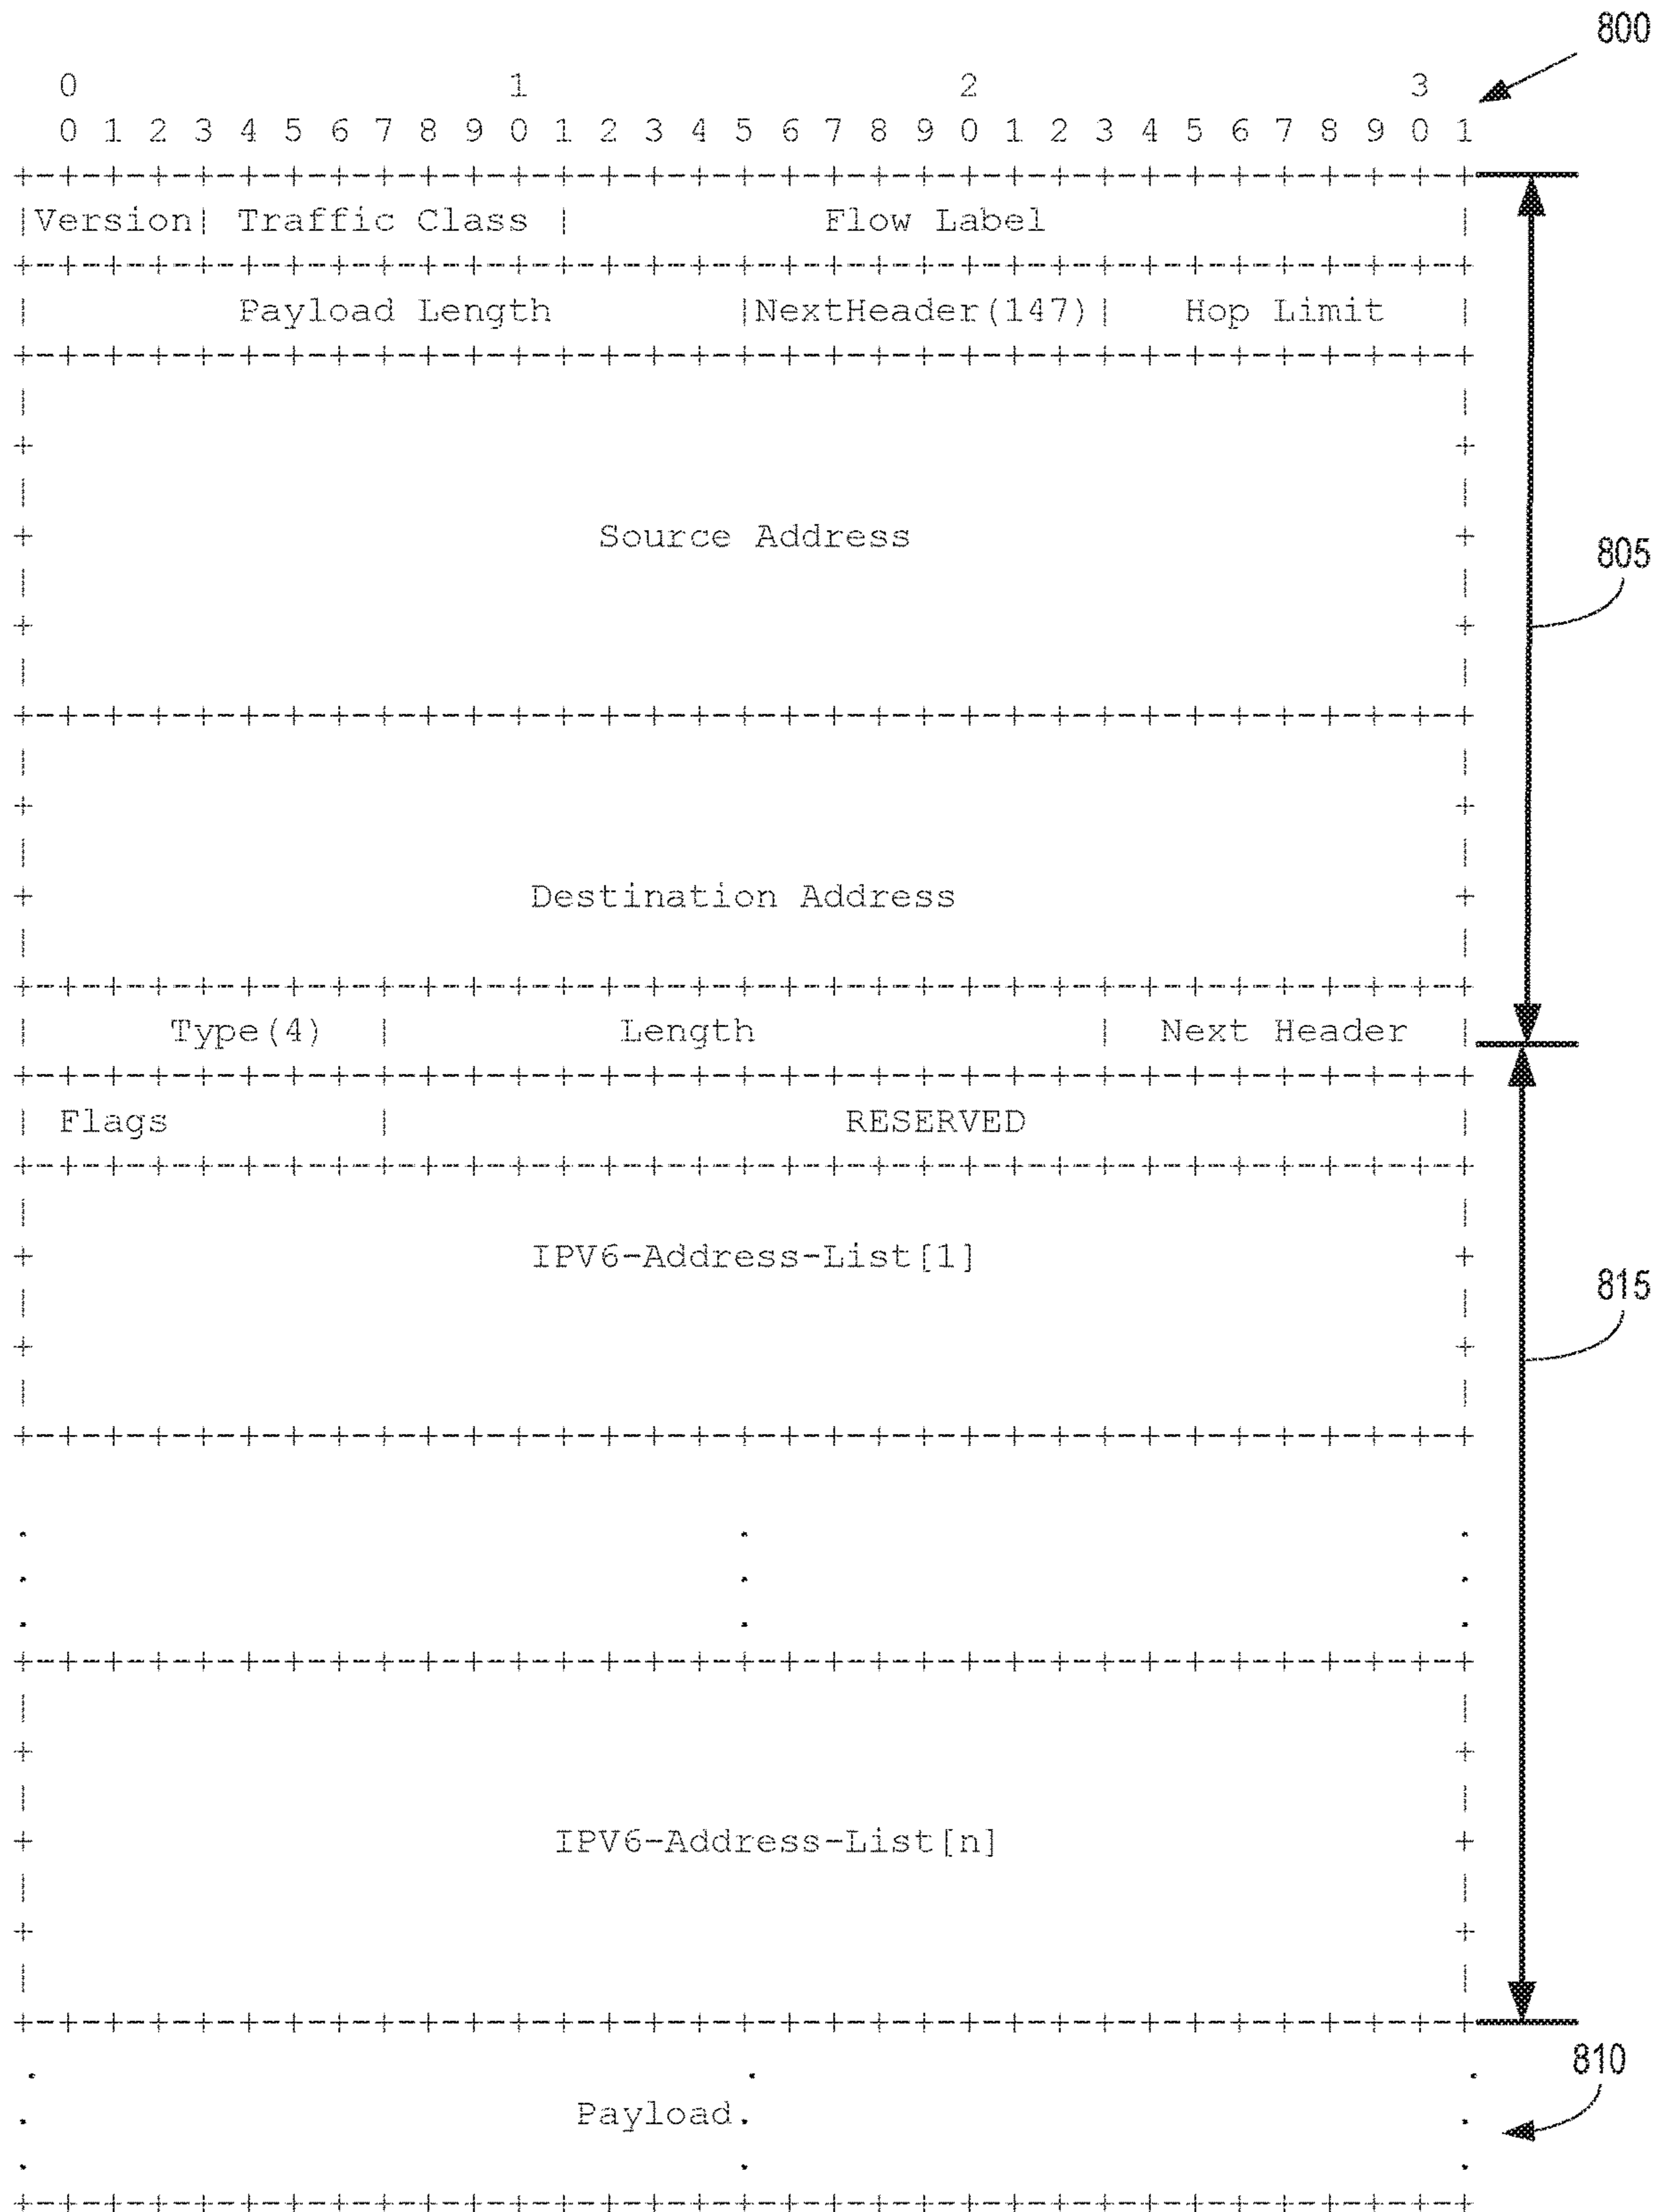 800
0 1 2 3
0 1 2 3 4 5 6 7 8 9 0 1 2 3 4 5 6 7 8 9 0 1 2 3 4 5 6 7 8 9 0 1
+-+-+-+-+-+-+-+-+-+-+-+-+-+-+-+-+-+-+-+-+-+-+-+-+-+-+-+-+-+-+-+-+
|Version| Traffic Class | Flow Label |
+-+-+-+-+-+-+-+-+-+-+-+-+-+-+-+-+-+-+-+-+-+-+-+-+-+-+-+-+-+-+-+-+
| Payload Length |NextHeader(147)| Hop Limit |
+-+-+-+-+-+-+-+-+-+-+-+-+-+-+-+-+-+-+-+-+-+-+-+-+-+-+-+-+-+-+-+-+
| |
+ +
| |
+ Source Address +
805
+ +
| |
+-+-+-+-+-+-+-+-+-+-+-+-+-+-+-+-+-+-+-+-+-+-+-+-+-+-+-+-+-+-+-+-+
| |
+ +
| |
+ Destination Address +
| |
+-+-+-+-+-+-+-+-+-+-+-+-+-+-+-+-+-+-+-+-+-+-+-+-+-+-+-+-+-+-+-+-+
| Type(4) | Length | Next Header |
+-+-+-+-+-+-+-+-+-+-+-+-+-+-+-+-+-+-+-+-+-+-+-+-+-+-+-+-+-+-+-+-+
| Flags | RESERVED |
+-+-+-+-+-+-+-+-+-+-+-+-+-+-+-+-+-+-+-+-+-+-+-+-+-+-+-+-+-+-+-+-+
| |
+ IPV6-Address-List[1] +
815
| |
+ +
| |
+-+-+-+-+-+-+-+-+-+-+-+-+-+-+-+-+-+-+-+-+-+-+-+-+-+-+-+-+-+-+-+-+
. . .
. . .
. . .
+-+-+-+-+-+-+-+-+-+-+-+-+-+-+-+-+-+-+-+-+-+-+-+-+-+-+-+-+-+-+-+-+
| |
+ +
| |
+ IPV6-Address-List[n] +
| |
+ +
| |
+-+-+-+-+-+-+-+-+-+-+-+-+-+-+-+-+-+-+-+-+-+-+-+-+-+-+-+-+-+-+-+-+
810
. . .
. Payload. .
. . .
+-+-+-+-+-+-+-+-+-+-+-+-+-+-+-+-+-+-+-+-+-+-+-+-+-+-+-+-+-+-+-+-+